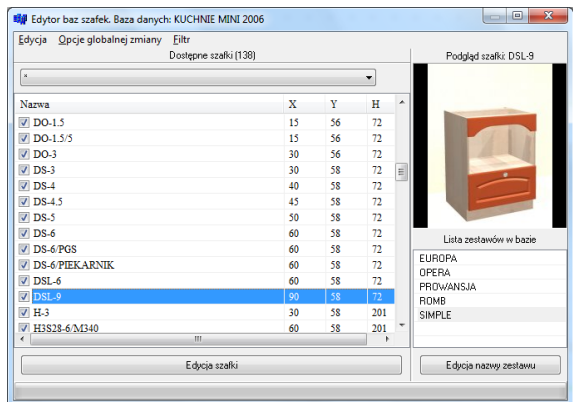 Edytor baz szafek. Baza danych: KUCHNIE MINI 2006
Edycja Opcje globalnej zmiany Filtr
Dostępne szafki (138)
*
Nazwa X Y H
DO-1.5 15 56 72
DO-1.5/5 15 56 72
DO-3 30 56 72
DS-3 30 58 72
DS-4 40 58 72
DS-4.5 45 58 72
DS-5 50 58 72
DS-6 60 58 72
DS-6/PGS 60 58 72
DS-6/PIEKARNIK 60 58 72
DSL-6 60 58 72
DSL-9 90 58 72
H-3 30 58 201
H3S28-6/M340 60 58 201
Edycja szafki
Podgląd szafki: DSL-9
Lista zestawów w bazie
EUROPA
OPERA
PROWANSJA
ROMB
SIMPLE
Edycja nazwy zestawu